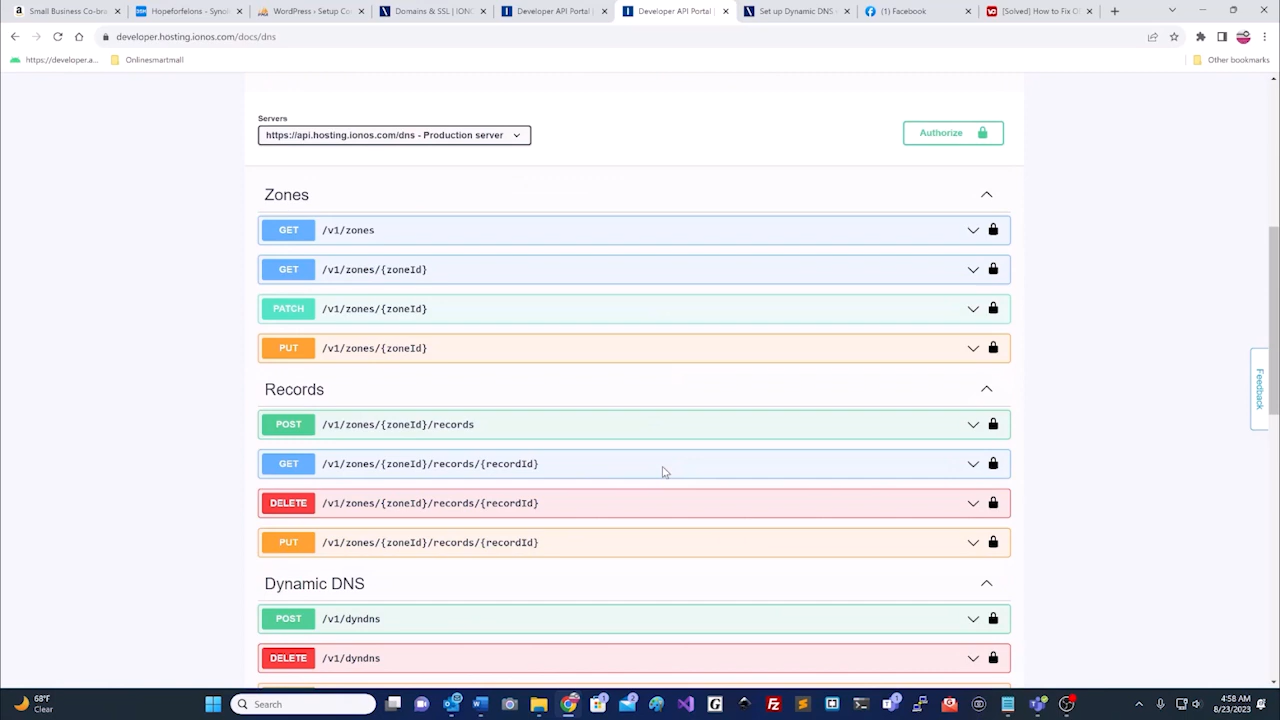 Small Business Co-bra
Hopeforfelons - Synol
WordPress - Setup Co
Domains & SSL | IONO
Developer API Portal
Developer API Portal
Set up Dynamic DNS
(1) Facebook
[Solved] How to Fix O
developer.hosting.ionos.com/docs/dns
https://developer.a...
Onlinesmartmall
Other bookmarks
Servers
https://api.hosting.ionos.com/dns - Production server
Authorize
Zones
GET /v1/zones
GET /v1/zones/{zoneId}
PATCH /v1/zones/{zoneId}
PUT /v1/zones/{zoneId}
Records
POST /v1/zones/{zoneId}/records
GET /v1/zones/{zoneId}/records/{recordId}
DELETE /v1/zones/{zoneId}/records/{recordId}
PUT /v1/zones/{zoneId}/records/{recordId}
Dynamic DNS
POST /v1/dyndns
DELETE /v1/dyndns
Feedback
68°F
Clear
Search
4:58 AM
8/23/2023